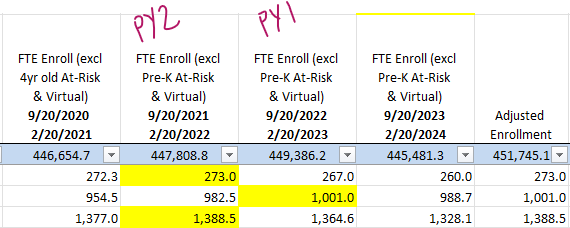 PY2 PY1
FTE Enroll (excl FTE Enroll (excl FTE Enroll (excl FTE Enroll (excl
4yr old At-Risk Pre-K At-Risk Pre-K At-Risk Pre-K At-Risk
& Virtual) & Virtual) & Virtual) & Virtual)
9/20/2020 9/20/2021 9/20/2022 9/20/2023 Adjusted
2/20/2021 2/20/2022 2/20/2023 2/20/2024 Enrollment
446,654.7 447,808.8 449,386.2 445,481.3 451,745.1
272.3 273.0 267.0 260.0 273.0
954.5 982.5 1,001.0 988.7 1,001.0
1,377.0 1,388.5 1,364.6 1,328.1 1,388.5